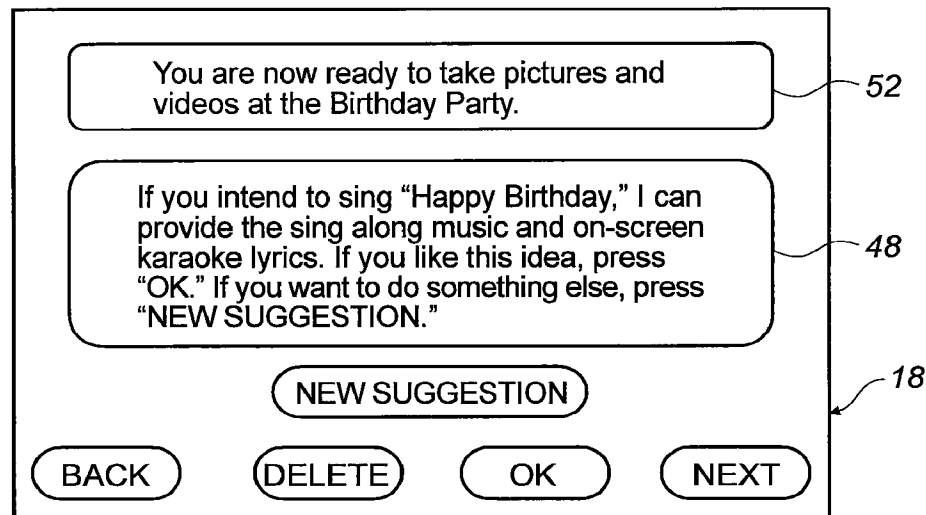 You are now ready to take pictures and
videos at the Birthday Party.
52
If you intend to sing “Happy Birthday,” I can
provide the sing along music and on-screen
karaoke lyrics. If you like this idea, press
“OK.” If you want to do something else, press
“NEW SUGGESTION.”
48
NEW SUGGESTION
18
BACK DELETE OK NEXT